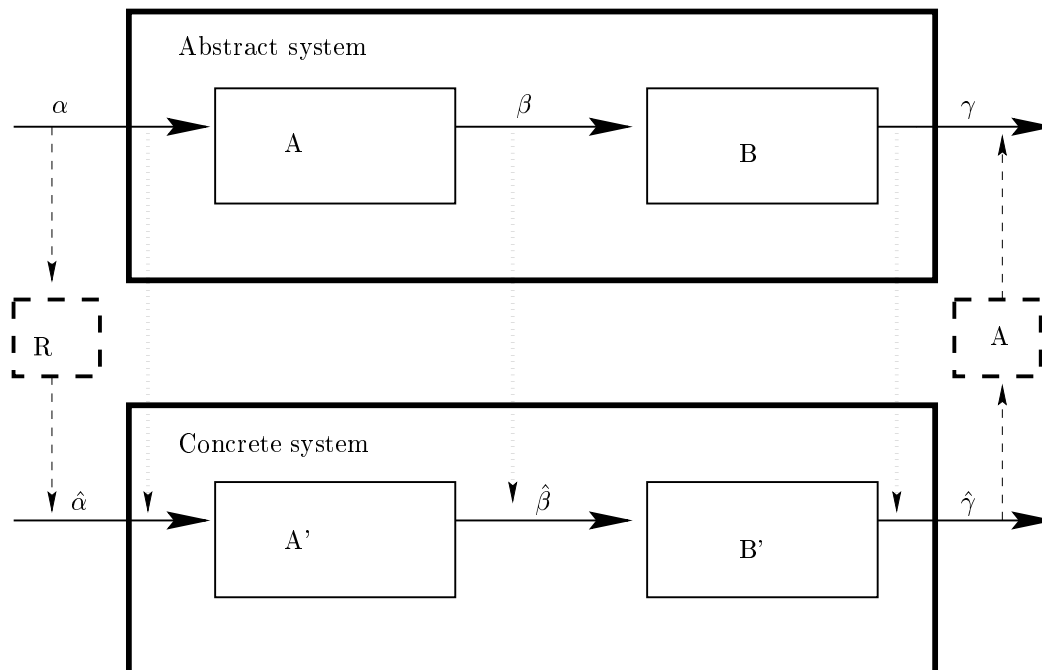 Abstract system
α
β
γ
A
B
R
A
Concrete system
α̂
β̂
γ̂
A'
B'